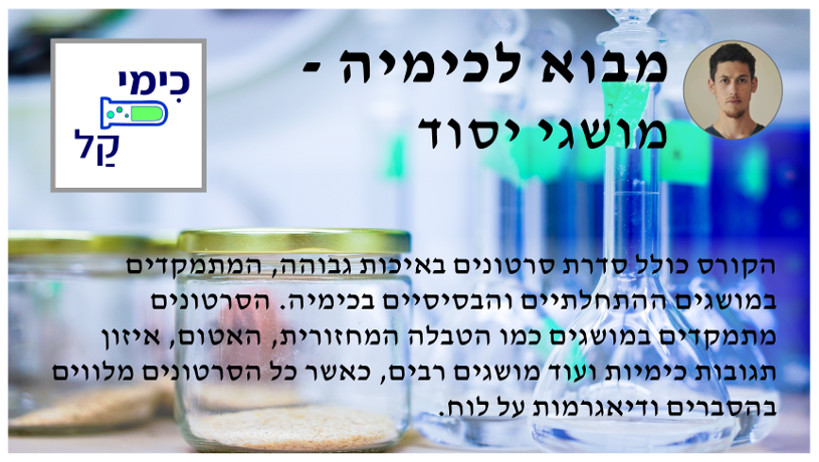 מבוא לכימיה -
מושגי יסוד
כִימי
קַל
הקורס כולל סדרת סרטונים באיכות גבוהה, המתמקדים
במושגים ההתחלתיים והבסיסיים בכימיה. הסרטונים
מתמקדים במושגים כמו הטבלה המחזורית, האטום, איזון
תגובות כימיות ועוד מושגים רבים, כאשר כל הסרטונים מלווים
בהסברים ודיאגרמות על לוח.